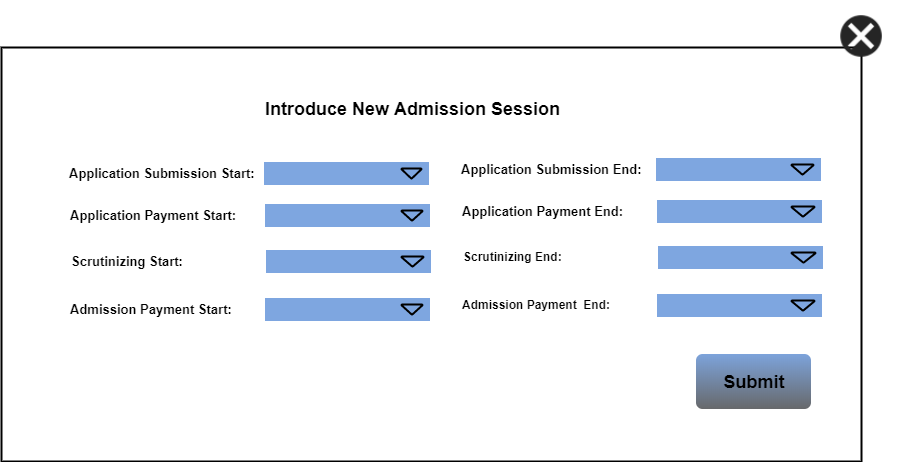 Introduce New Admission Session
Application Submission Start:
Application Submission End:
Application Payment Start:
Application Payment End:
Scrutinizing Start:
Scrutinizing End:
Admission Payment Start:
Admission Payment End:
Submit